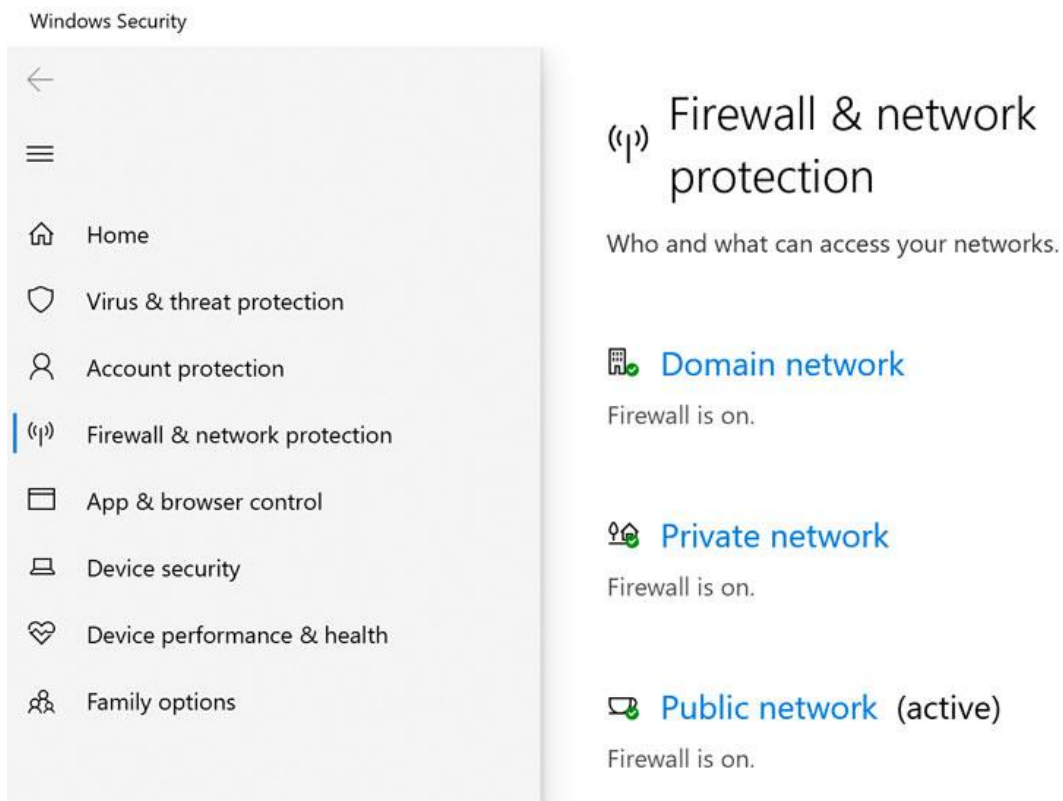 Windows Security
Home
Virus & threat protection
Account protection
Firewall & network protection
App & browser control
Device security
Device performance & health
Family options
Firewall & network
protection
Who and what can access your networks.
Domain network
Firewall is on.
Private network
Firewall is on.
Public network (active)
Firewall is on.